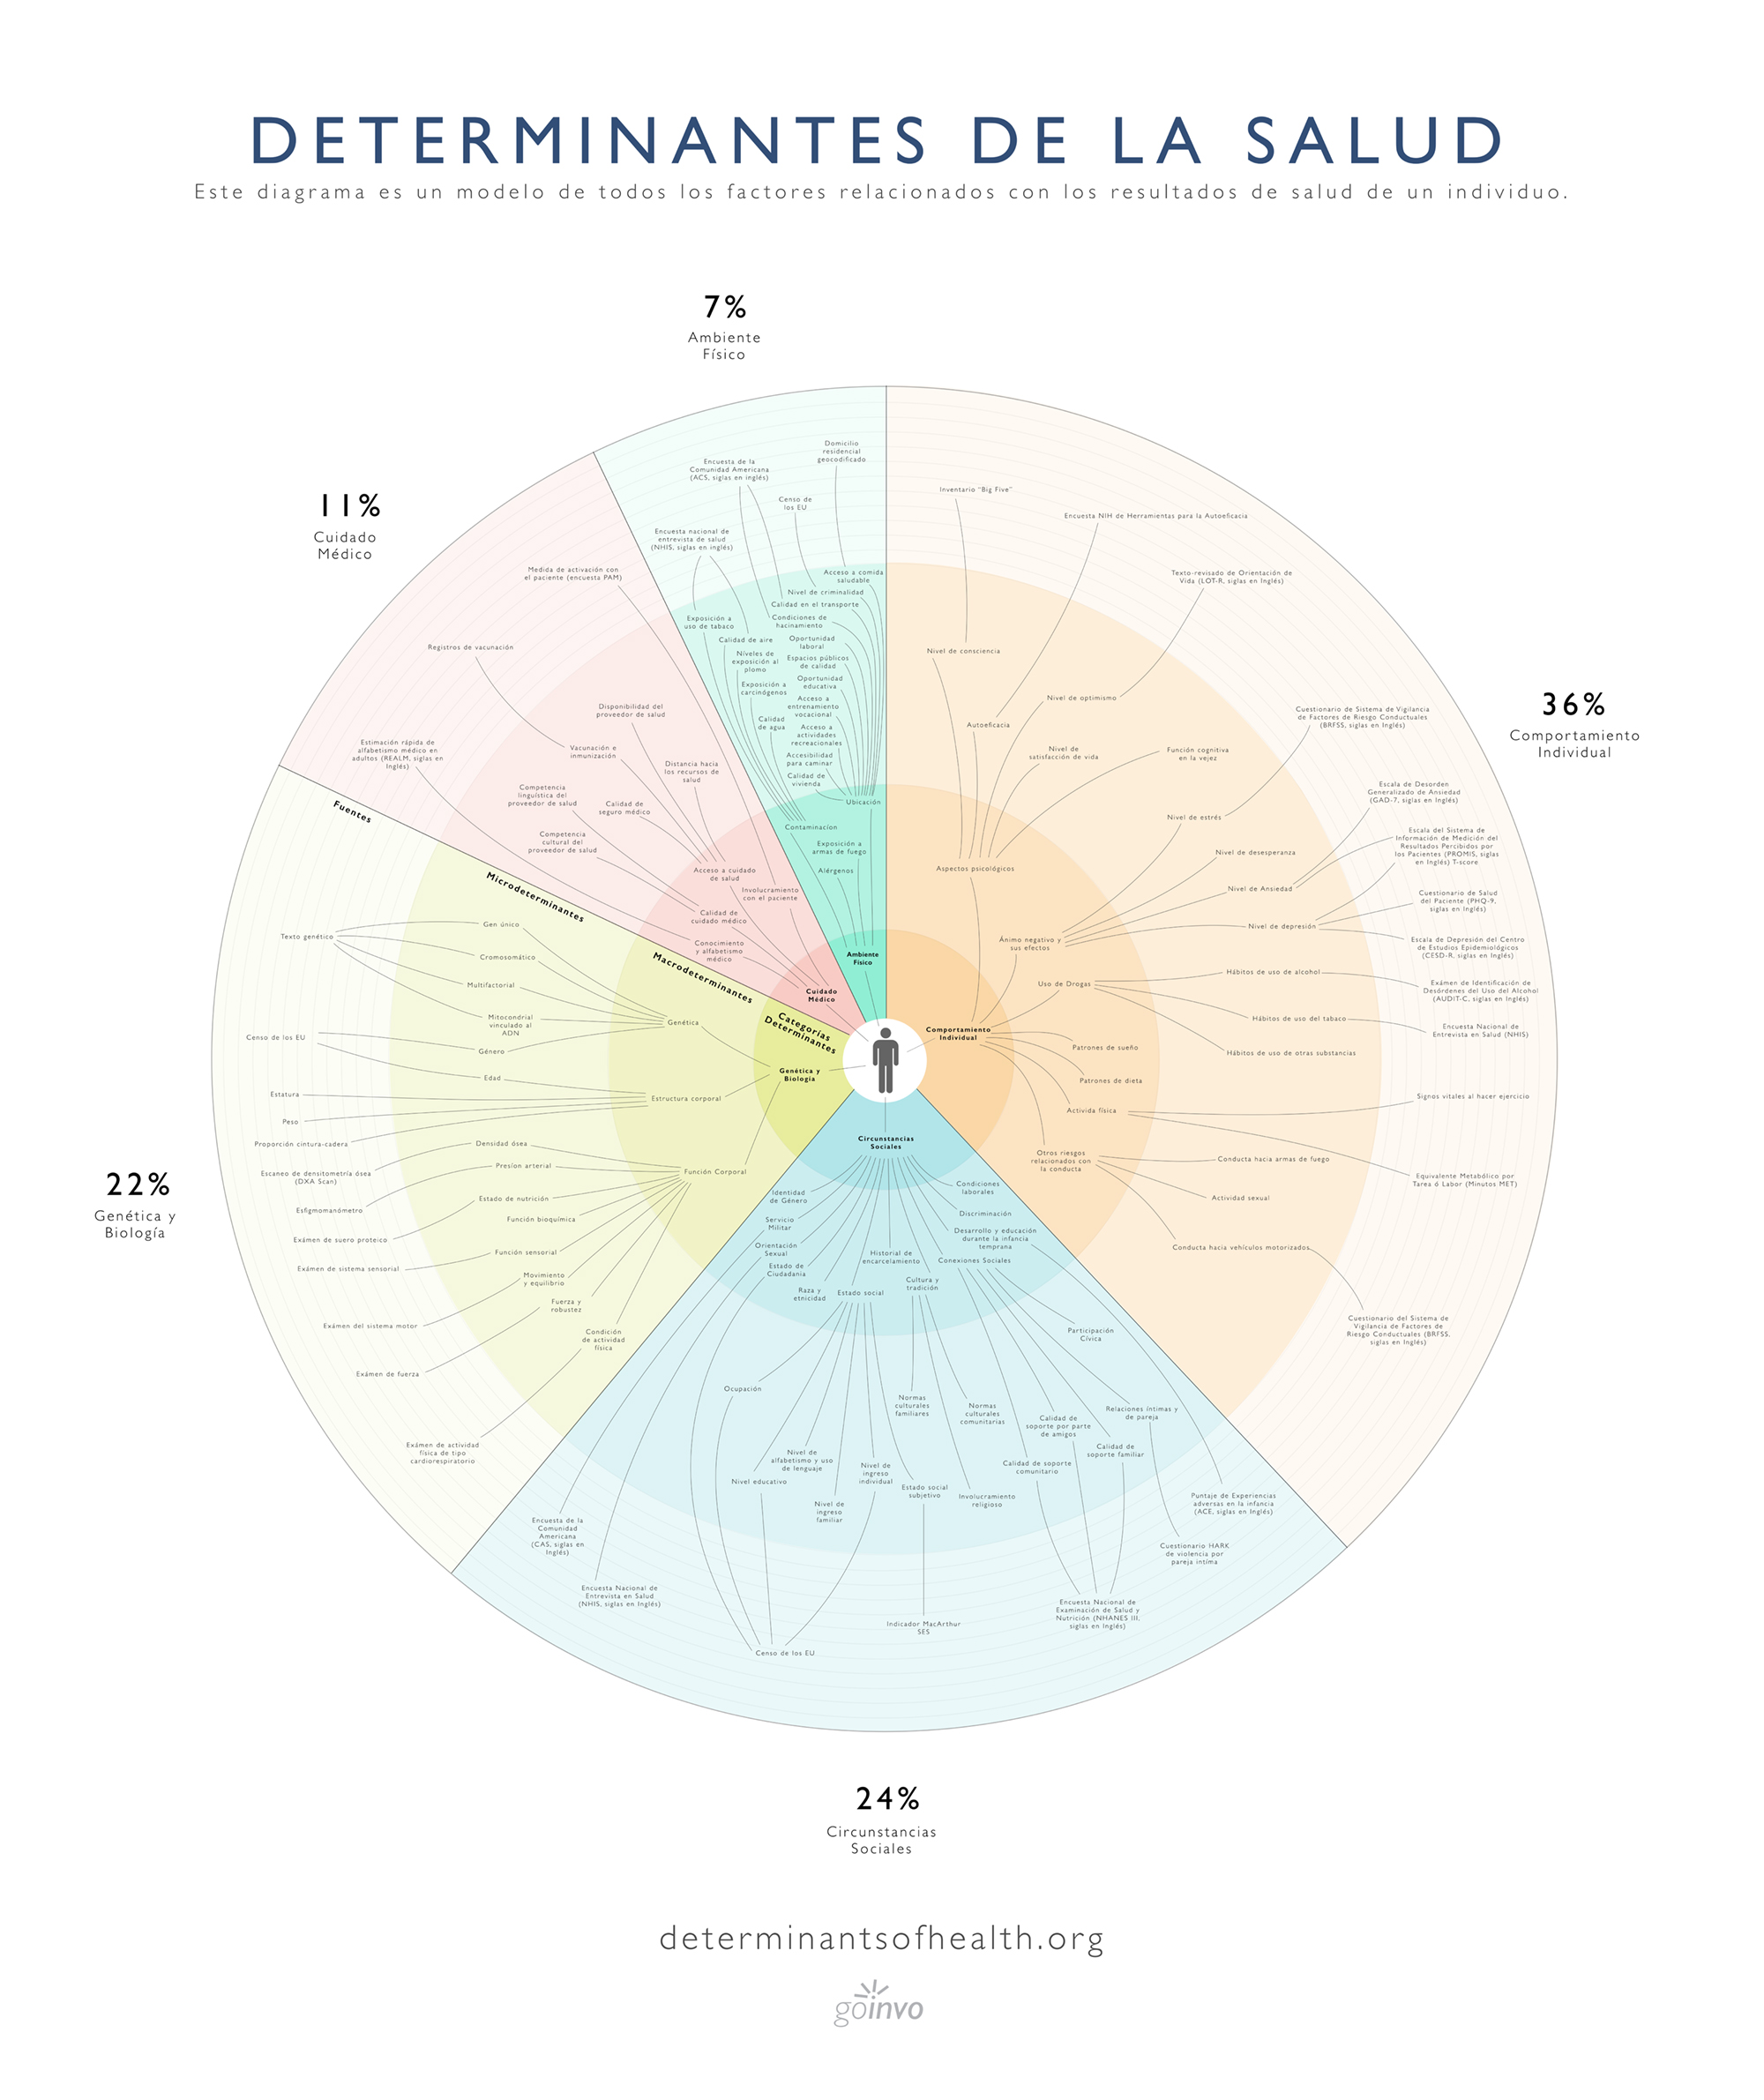 DETERMINANTES DE LA SALUD
Este diagrama es un modelo de todos los factores relacionados con los resultados de salud de un individuo.
7%
Ambiente
Físico
11%
Cuidado
Médico
36%
Comportamiento
Individual
22%
Genética y
Biología
24%
Circunstancias
Sociales
Fuentes
Microdeterminantes
Macrodeterminantes
Categorías
Determinantes
Ambiente
Físico
Domicilio
residencial
geocodificado
Encuesta de la
Comunidad Americana
(ACS, siglas en inglés)
Censo de
los EU
Encuesta nacional de
entrevista de salud
(NHIS, siglas en inglés)
Acceso a comida
saludable
Nivel de criminalidad
Calidad en el transporte
Condiciones de
hacinamiento
Exposición a
uso de tabaco
Calidad de aire
Oportunidad
laboral
Níveles de
exposición al
plomo
Espacios públicos
de calidad
Oportunidad
educativa
Exposición a
carcinógenos
Acceso a
entrenamiento
vocacional
Calidad
de agua
Acceso a
actividades
recreacionales
Accesibilidad
para caminar
Calidad de
vivienda
Ubicación
Contaminacíon
Exposición a
armas de fuego
Alérgenos
Cuidado
Médico
Medida de activación con
el paciente (encuesta PAM)
Registros de vacunación
Estimación rápida de
alfabetismo médico en
adultos (REALM, siglas en
Inglés)
Disponibilidad del
proveedor de salud
Vacunación e
inmunización
Distancia hacia
los recursos de
salud
Competencia
linguística del
proveedor de salud
Calidad de
seguro médico
Competencia
cultural del
proveedor de salud
Acceso a cuidado
de salud
Involucramiento
con el paciente
Calidad de
cuidado médico
Conocimiento
y alfabetismo
médico
Comportamiento
Individual
Inventario "Big Five"
Encuesta NIH de Herramientas para la Autoeficacia
Texto-revisado de Orientación de
Vida (LOT-R, siglas en Inglés)
Nivel de consciencia
Nivel de optimismo
Autoeficacia
Nivel de
satisfacción de vida
Función cognitiva
en la vejez
Cuestionario de Sistema de Vigilancia
de Factores de Riesgo Conductuales
(BRFSS, siglas en Inglés)
Aspectos psicológicos
Nivel de estrés
Escala de Desorden
Generalizado de Ansiedad
(GAD-7, siglas en Inglés)
Nivel de desesperanza
Escala del Sistema de
Información de Medición del
Resultados Percibidos por
los Pacientes (PROMIS, siglas
en Inglés) T-score
Nivel de Ansiedad
Cuestionario de Salud
del Paciente (PHQ-9,
siglas en Inglés)
Nivel de depresión
Ánimo negativo y
sus efectos
Escala de Depresión del Centro
de Estudios Epidemiológicos
(CESD-R, siglas en Inglés)
Uso de Drogas
Hábitos de uso de alcohol
Exámen de Identificación de
Desórdenes del Uso del Alcohol
(AUDIT-C, siglas en Inglés)
Hábitos de uso del tabaco
Encuesta Nacional de
Entrevista en Salud (NHIS)
Hábitos de uso de otras substancias
Patrones de sueño
Patrones de dieta
Activida física
Signos vitales al hacer ejercicio
Equivalente Metabólico por
Tarea ó Labor (Minutos MET)
Otros riesgos
relacionados con
la conducta
Conducta hacia armas de fuego
Actividad sexual
Conducta hacia vehículos motorizados
Cuestionario del Sistema de
Vigilancia de Factores de
Riesgo Conductuales (BRFSS,
siglas en Inglés)
Genética y
Biología
Texto genético
Gen único
Cromosomático
Multifactorial
Mitocondrial
vinculado al
ADN
Genética
Censo de los EU
Género
Edad
Estatura
Estructura corporal
Peso
Proporción cintura-cadera
Densidad ósea
Escaneo de densitometría ósea
(DXA Scan)
Presíon arterial
Función Corporal
Esfigmomanómetro
Estado de nutrición
Función bioquímica
Exámen de suero proteico
Función sensorial
Exámen de sistema sensorial
Movimiento
y equilibrio
Fuerza y
robustez
Exámen del sistema motor
Condición
de actividad
física
Exámen de fuerza
Exámen de actividad
física de tipo
cardiorespiratorio
Circunstancias
Sociales
Identidad
de Género
Servicio
Militar
Orientación
Sexual
Estado de
Ciudadania
Raza y
etnicidad
Estado social
Historial de
encarcelamiento
Cultura y
tradición
Conexiones Sociales
Desarrollo y educación
durante la infancia
temprana
Discriminación
Condiciones
laborales
Participación
Cívica
Ocupación
Normas
culturales
familiares
Normas
culturales
comunitarias
Calidad de
soporte por parte
de amigos
Relaciones íntimas y
de pareja
Calidad de
soporte familiar
Nivel de
alfabetismo y uso
de lenguaje
Nivel educativo
Nivel de
ingreso
individual
Calidad de soporte
comunitario
Nivel de
ingreso
familiar
Estado social
subjetivo
Involucramiento
religioso
Puntaje de Experiencias
adversas en la infancia
(ACE, siglas en Inglés)
Encuesta de la
Comunidad
Americana
(CAS, siglas en
Inglés)
Cuestionario HARK
de violencia por
pareja intíma
Encuesta Nacional de
Entrevista en Salud
(NHIS, siglas en Inglés)
Encuesta Nacional de
Examinación de Salud y
Nutrición (NHANES III,
siglas en Inglés)
Indicador MacArthur
SES
Censo de los EU
determinantsofhealth.org
goinvo